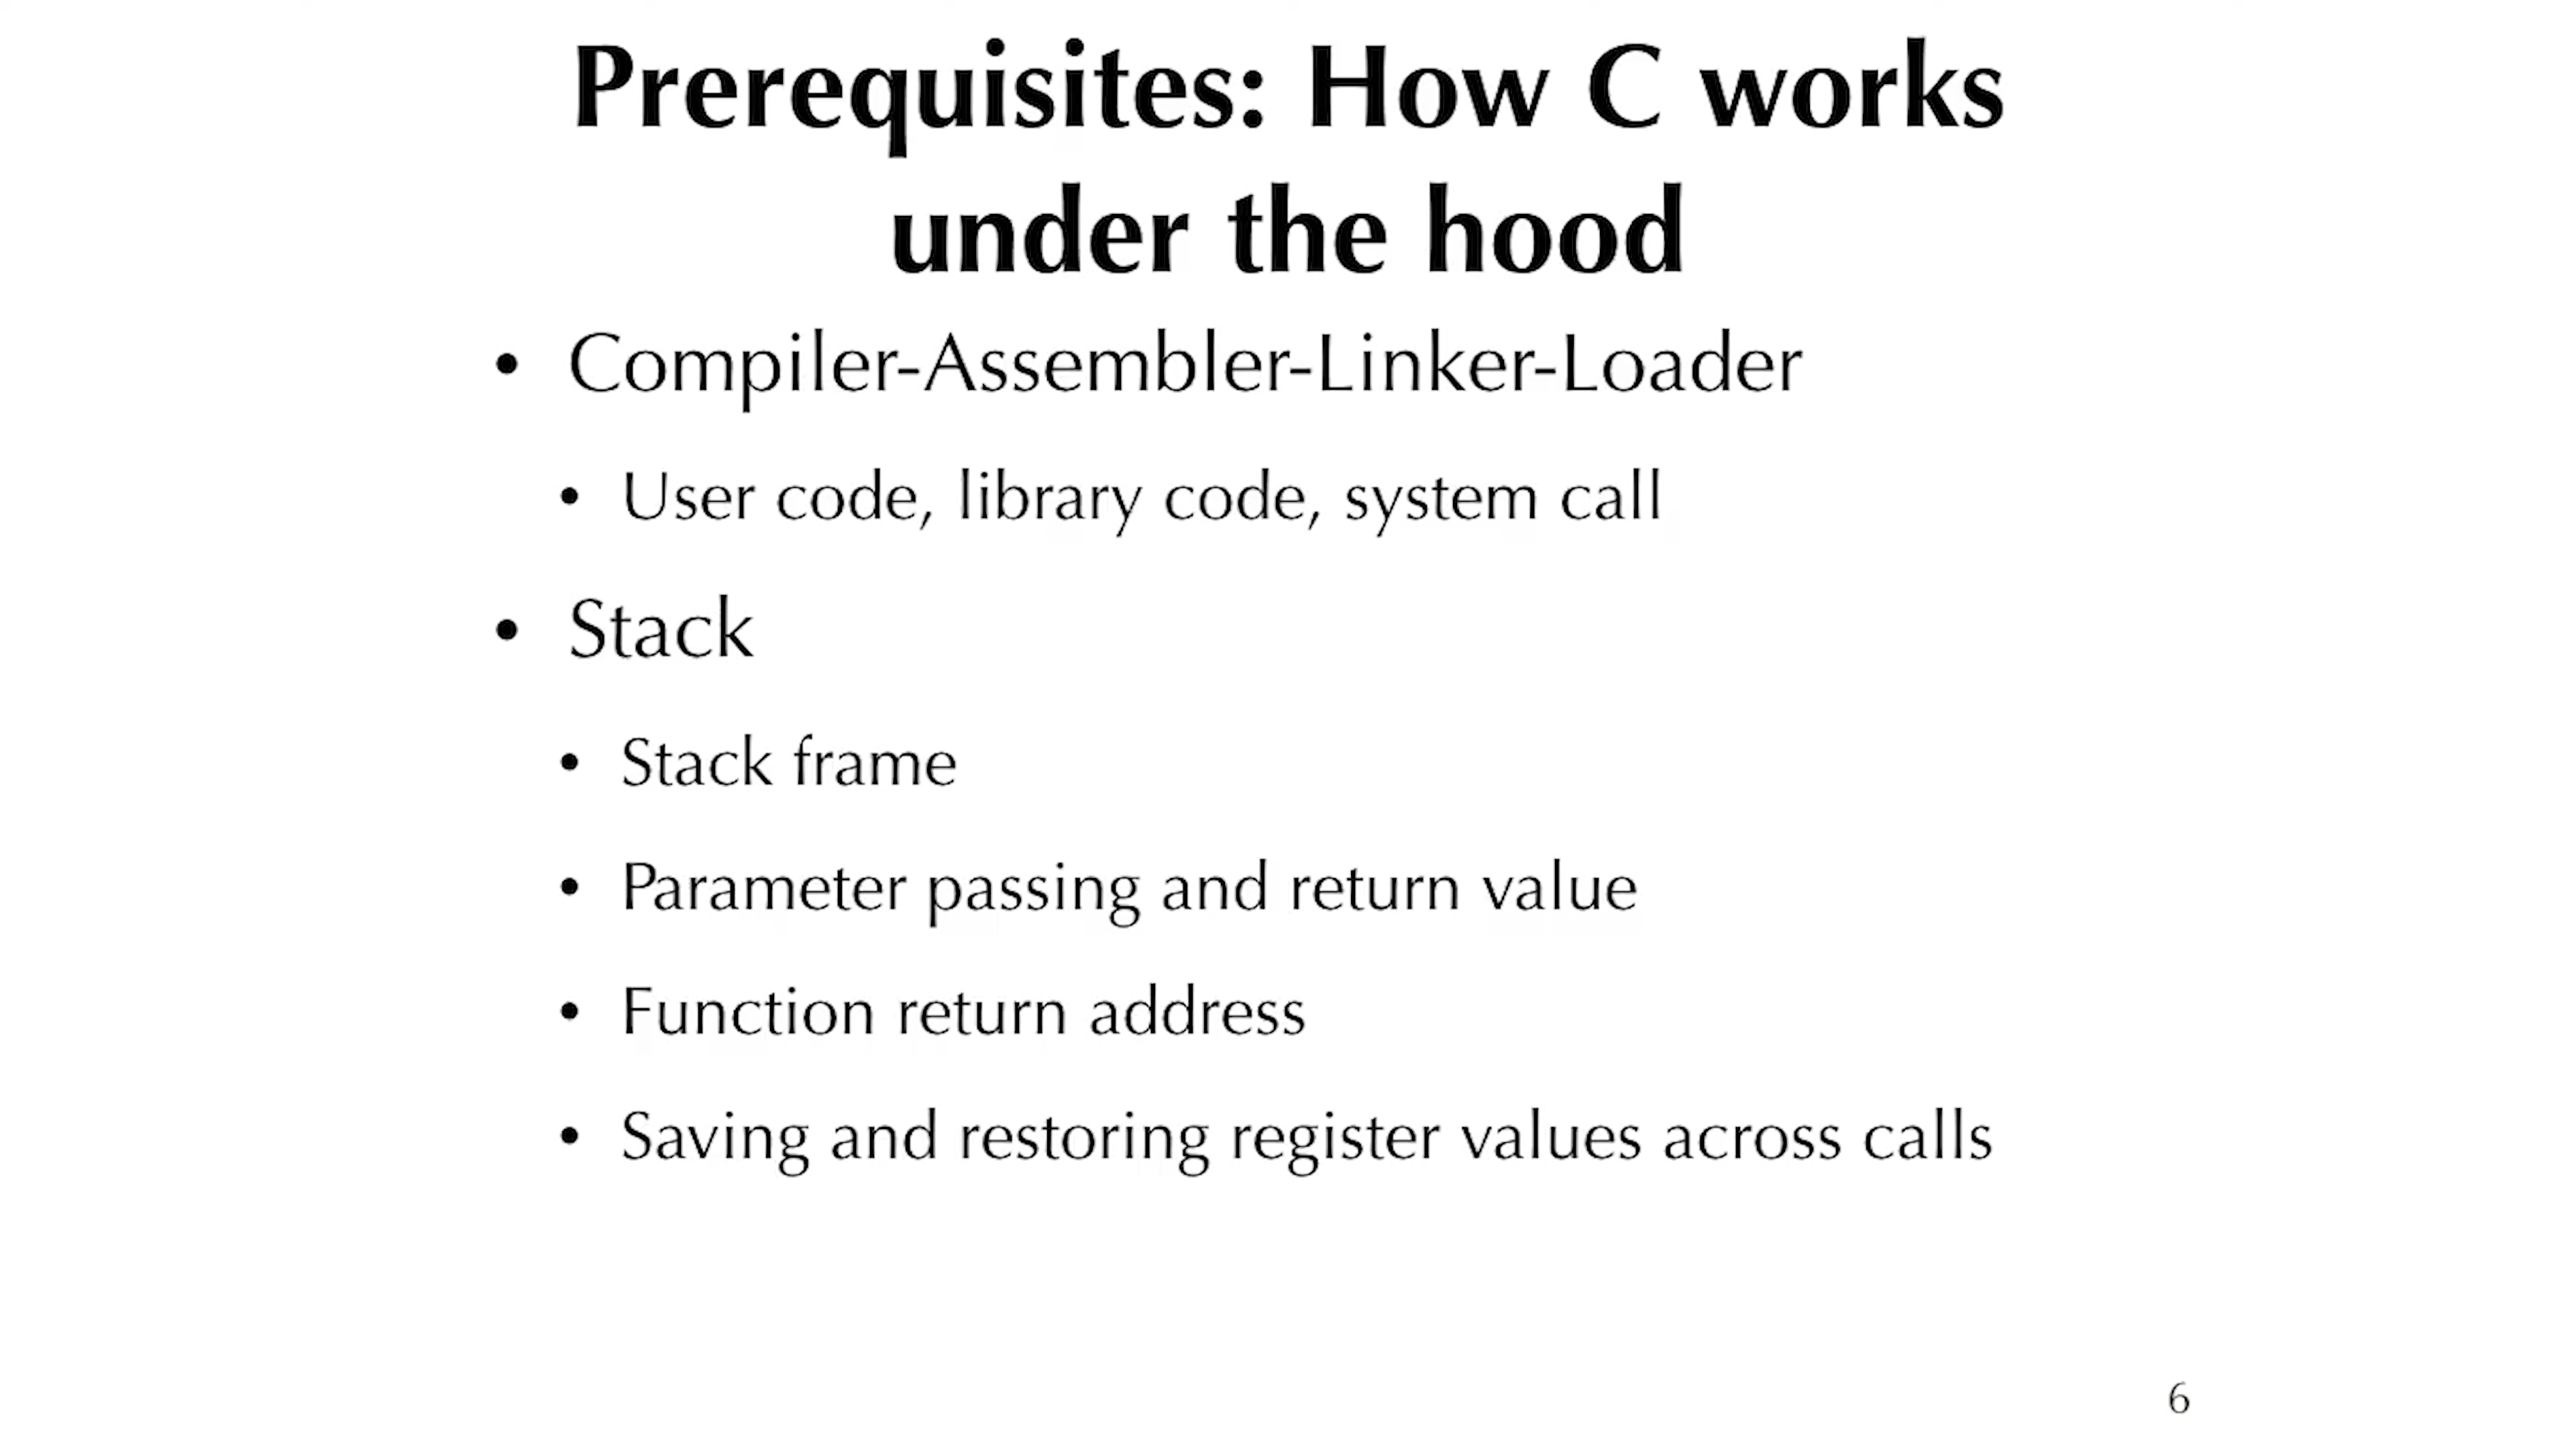 Prerequisites: How C works
under the hood
• Compiler-Assembler-Linker-Loader
• User code, library code, system call
• Stack
• Stack frame
• Parameter passing and return value
• Function return address
• Saving and restoring register values across calls
6